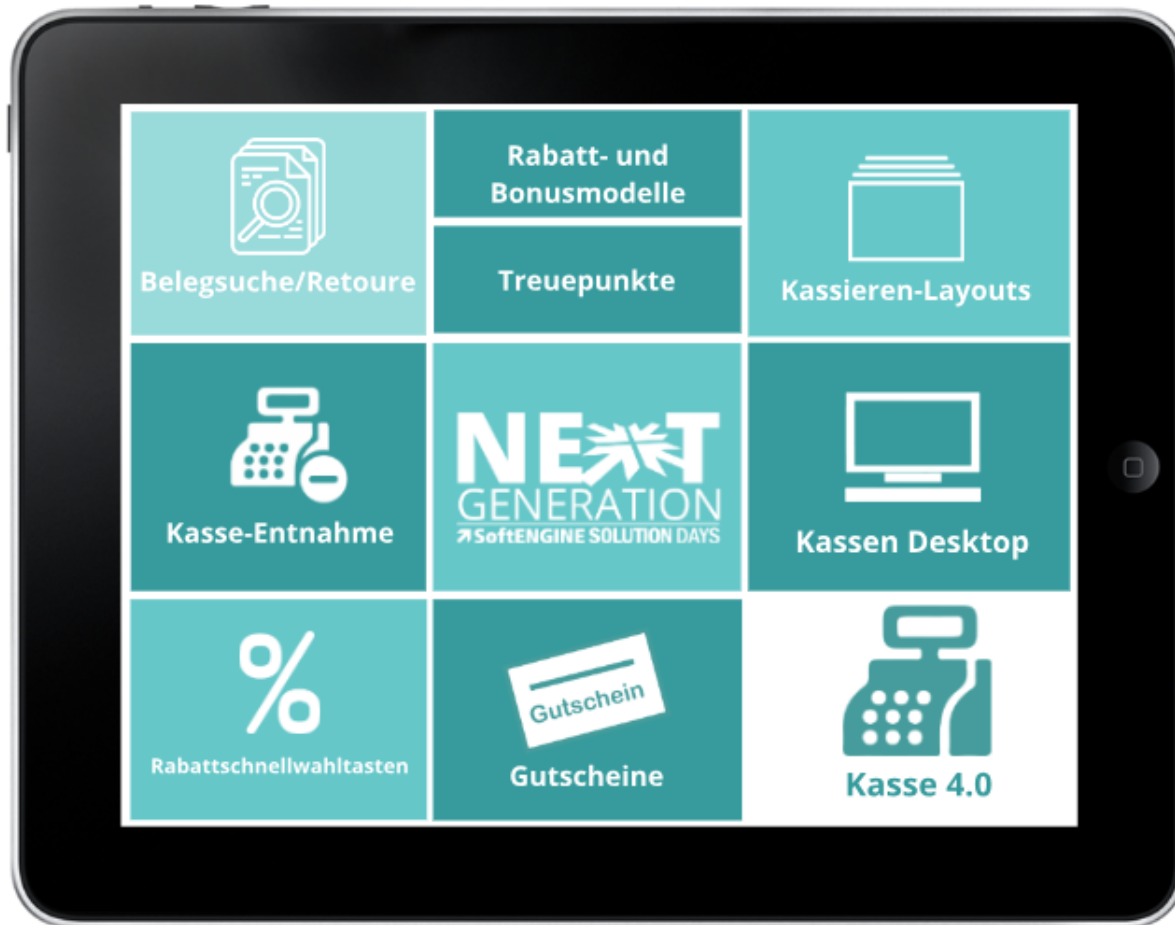 Belegsuche/Retoure
Rabatt- und
Bonusmodelle
Treuepunkte
Kassieren-Layouts
Kasse-Entnahme
NEXT
GENERATION
SoftENGINE SOLUTION DAYS
Kassen Desktop
Rabattschnellwahltasten
Gutschein
Gutscheine
Kasse 4.0